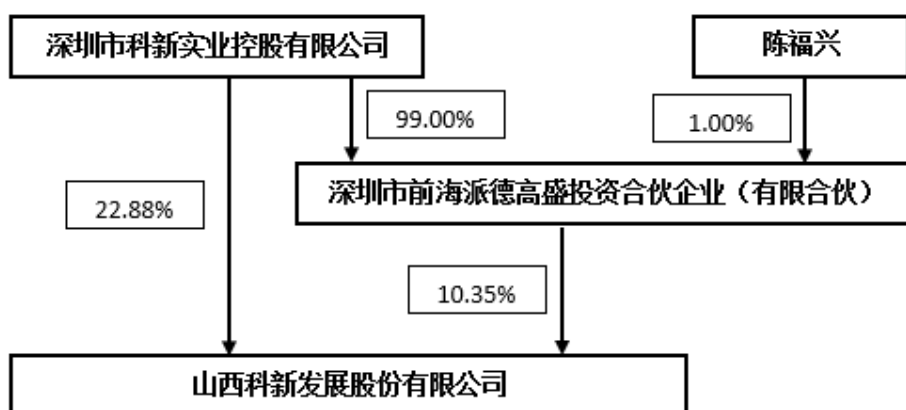 深圳市科新实业控股有限公司
陈福兴
99.00%
1.00%
深圳市前海派德高盛投资合伙企业（有限合伙）
22.88%
10.35%
山西科新发展股份有限公司